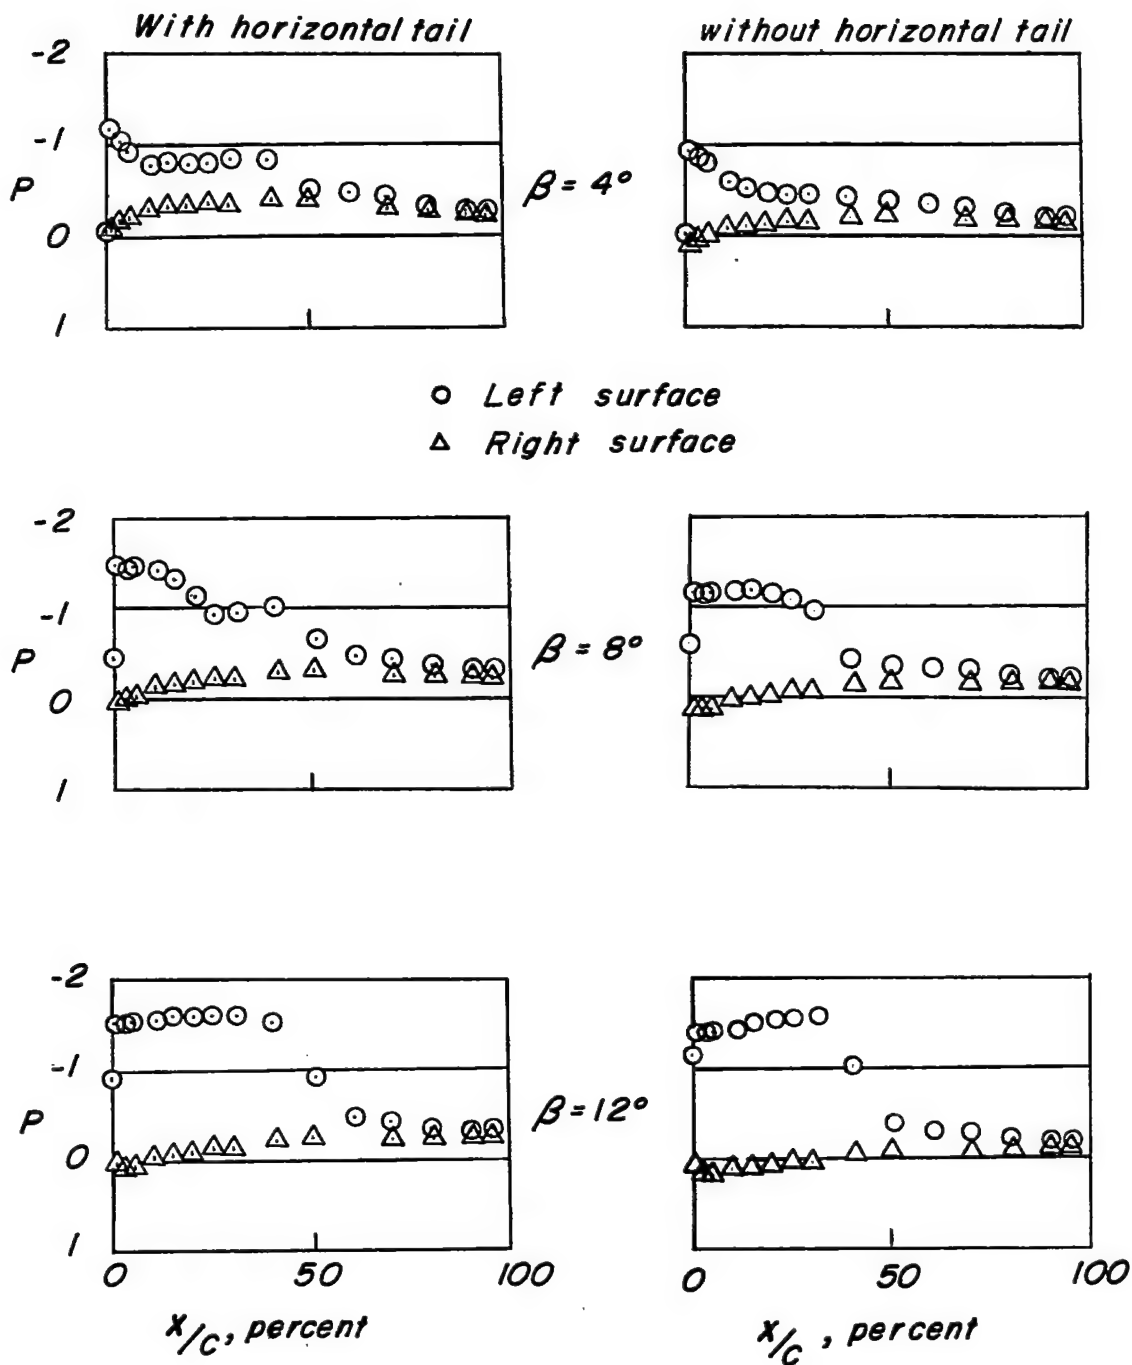 With horizontal tail
without horizontal tail
-2
-1
P
0
1
β = 4°
○ Left surface
△ Right surface
-2
-1
P
0
1
β = 8°
-2
-1
P
0
1
β = 12°
0 50 100
0 50 100
x/c, percent
x/c, percent